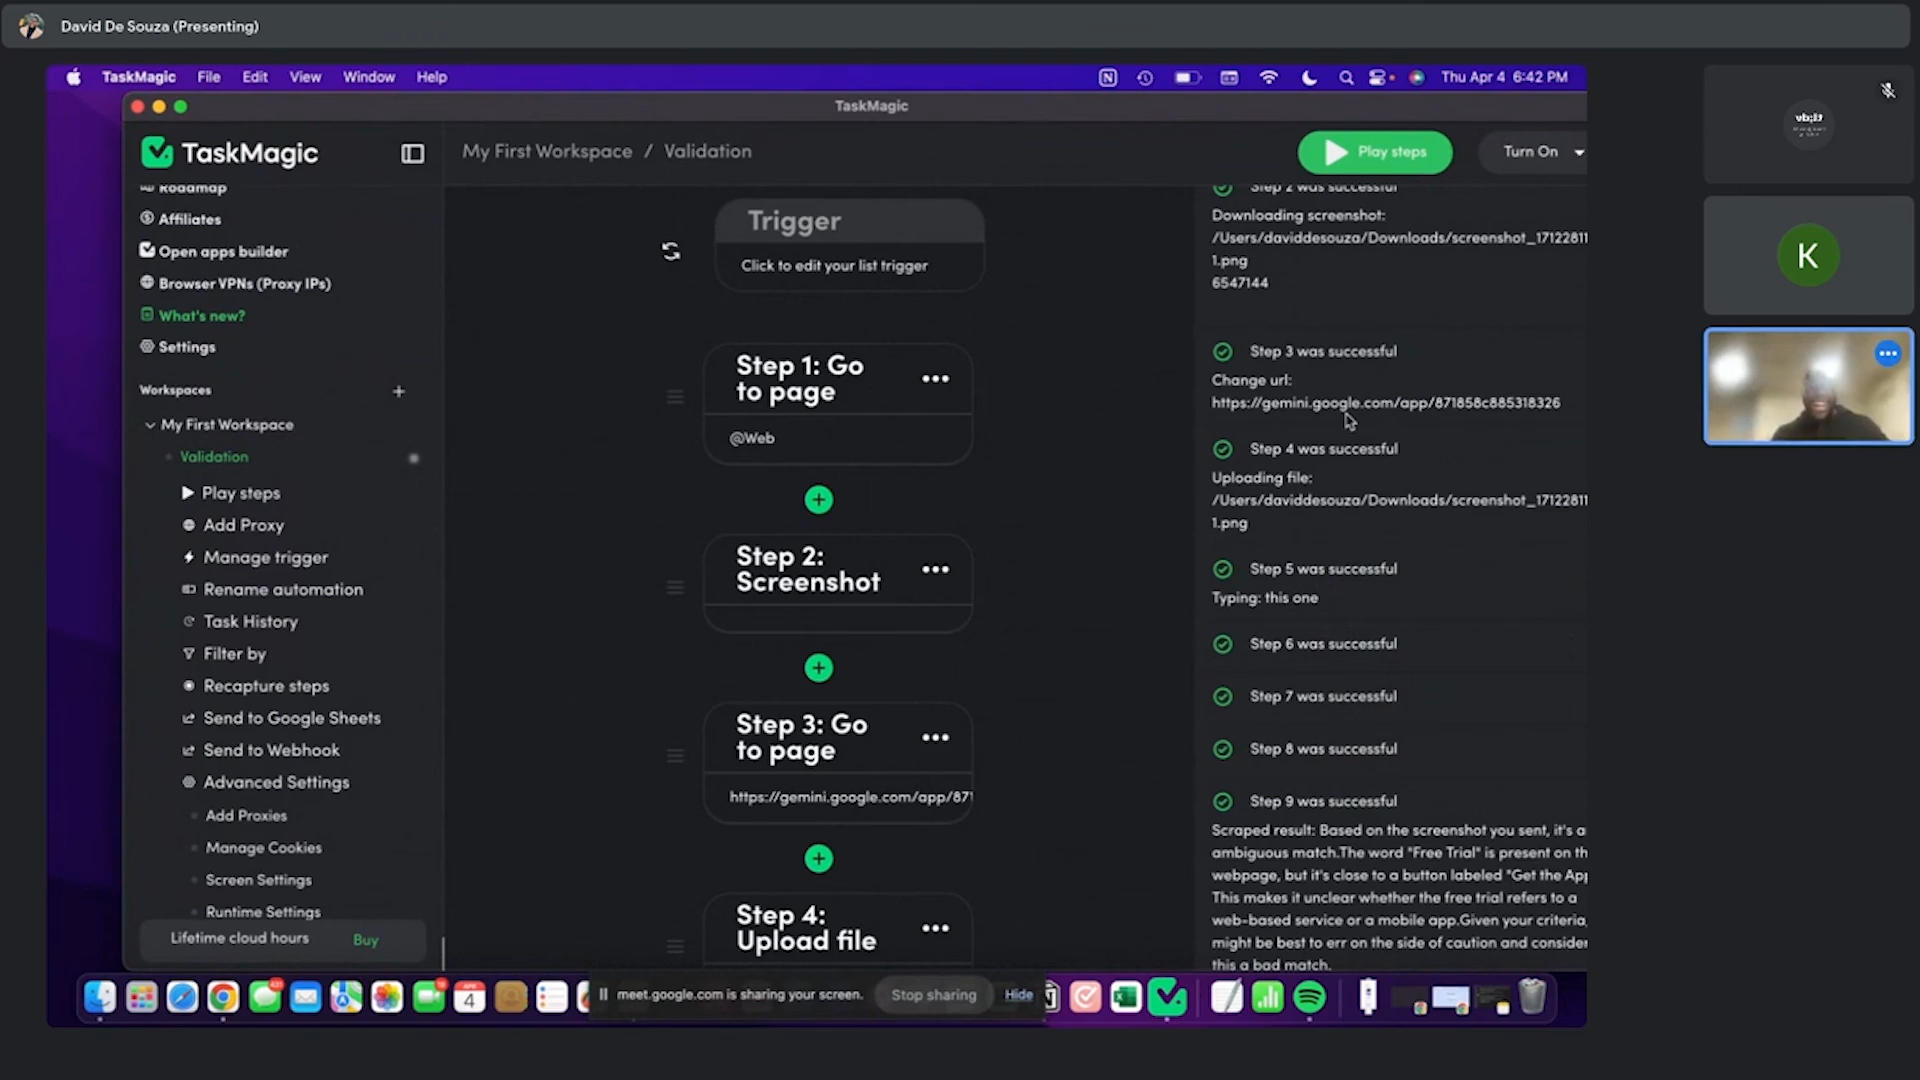 David De Souza (Presenting)
TaskMagic File Edit View Window Help
Thu Apr 4 6:42 PM
TaskMagic
TaskMagic
My First Workspace / Validation
Play steps
Turn On
Roadmap
Affiliates
Open apps builder
Browser VPNs (Proxy IPs)
What's new?
Settings
Workspaces
My First Workspace
Validation
Play steps
Add Proxy
Manage trigger
Rename automation
Task History
Filter by
Recapture steps
Send to Google Sheets
Send to Webhook
Advanced Settings
Add Proxies
Manage Cookies
Screen Settings
Runtime Settings
Lifetime cloud hours Buy
Trigger
Click to edit your list trigger
Step 1: Go
to page
@Web
Step 2:
Screenshot
Step 3: Go
to page
https://gemini.google.com/app/871
Step 4:
Upload file
Step 2 was successful
Downloading screenshot:
/Users/daviddesouza/Downloads/screenshot_17122811
1.png
6547144
Step 3 was successful
Change url:
https://gemini.google.com/app/871858c885318326
Step 4 was successful
Uploading file:
/Users/daviddesouza/Downloads/screenshot_17122811
1.png
Step 5 was successful
Typing: this one
Step 6 was successful
Step 7 was successful
Step 8 was successful
Step 9 was successful
Scraped result: Based on the screenshot you sent, it's a
ambiguous match.The word "Free Trial" is present on th
webpage, but it's close to a button labeled "Get the App
This makes it unclear whether the free trial refers to a
web-based service or a mobile app.Given your criteria,
might be best to err on the side of caution and consider
this a bad match.
meet.google.com is sharing your screen.
Stop sharing
Hide
K